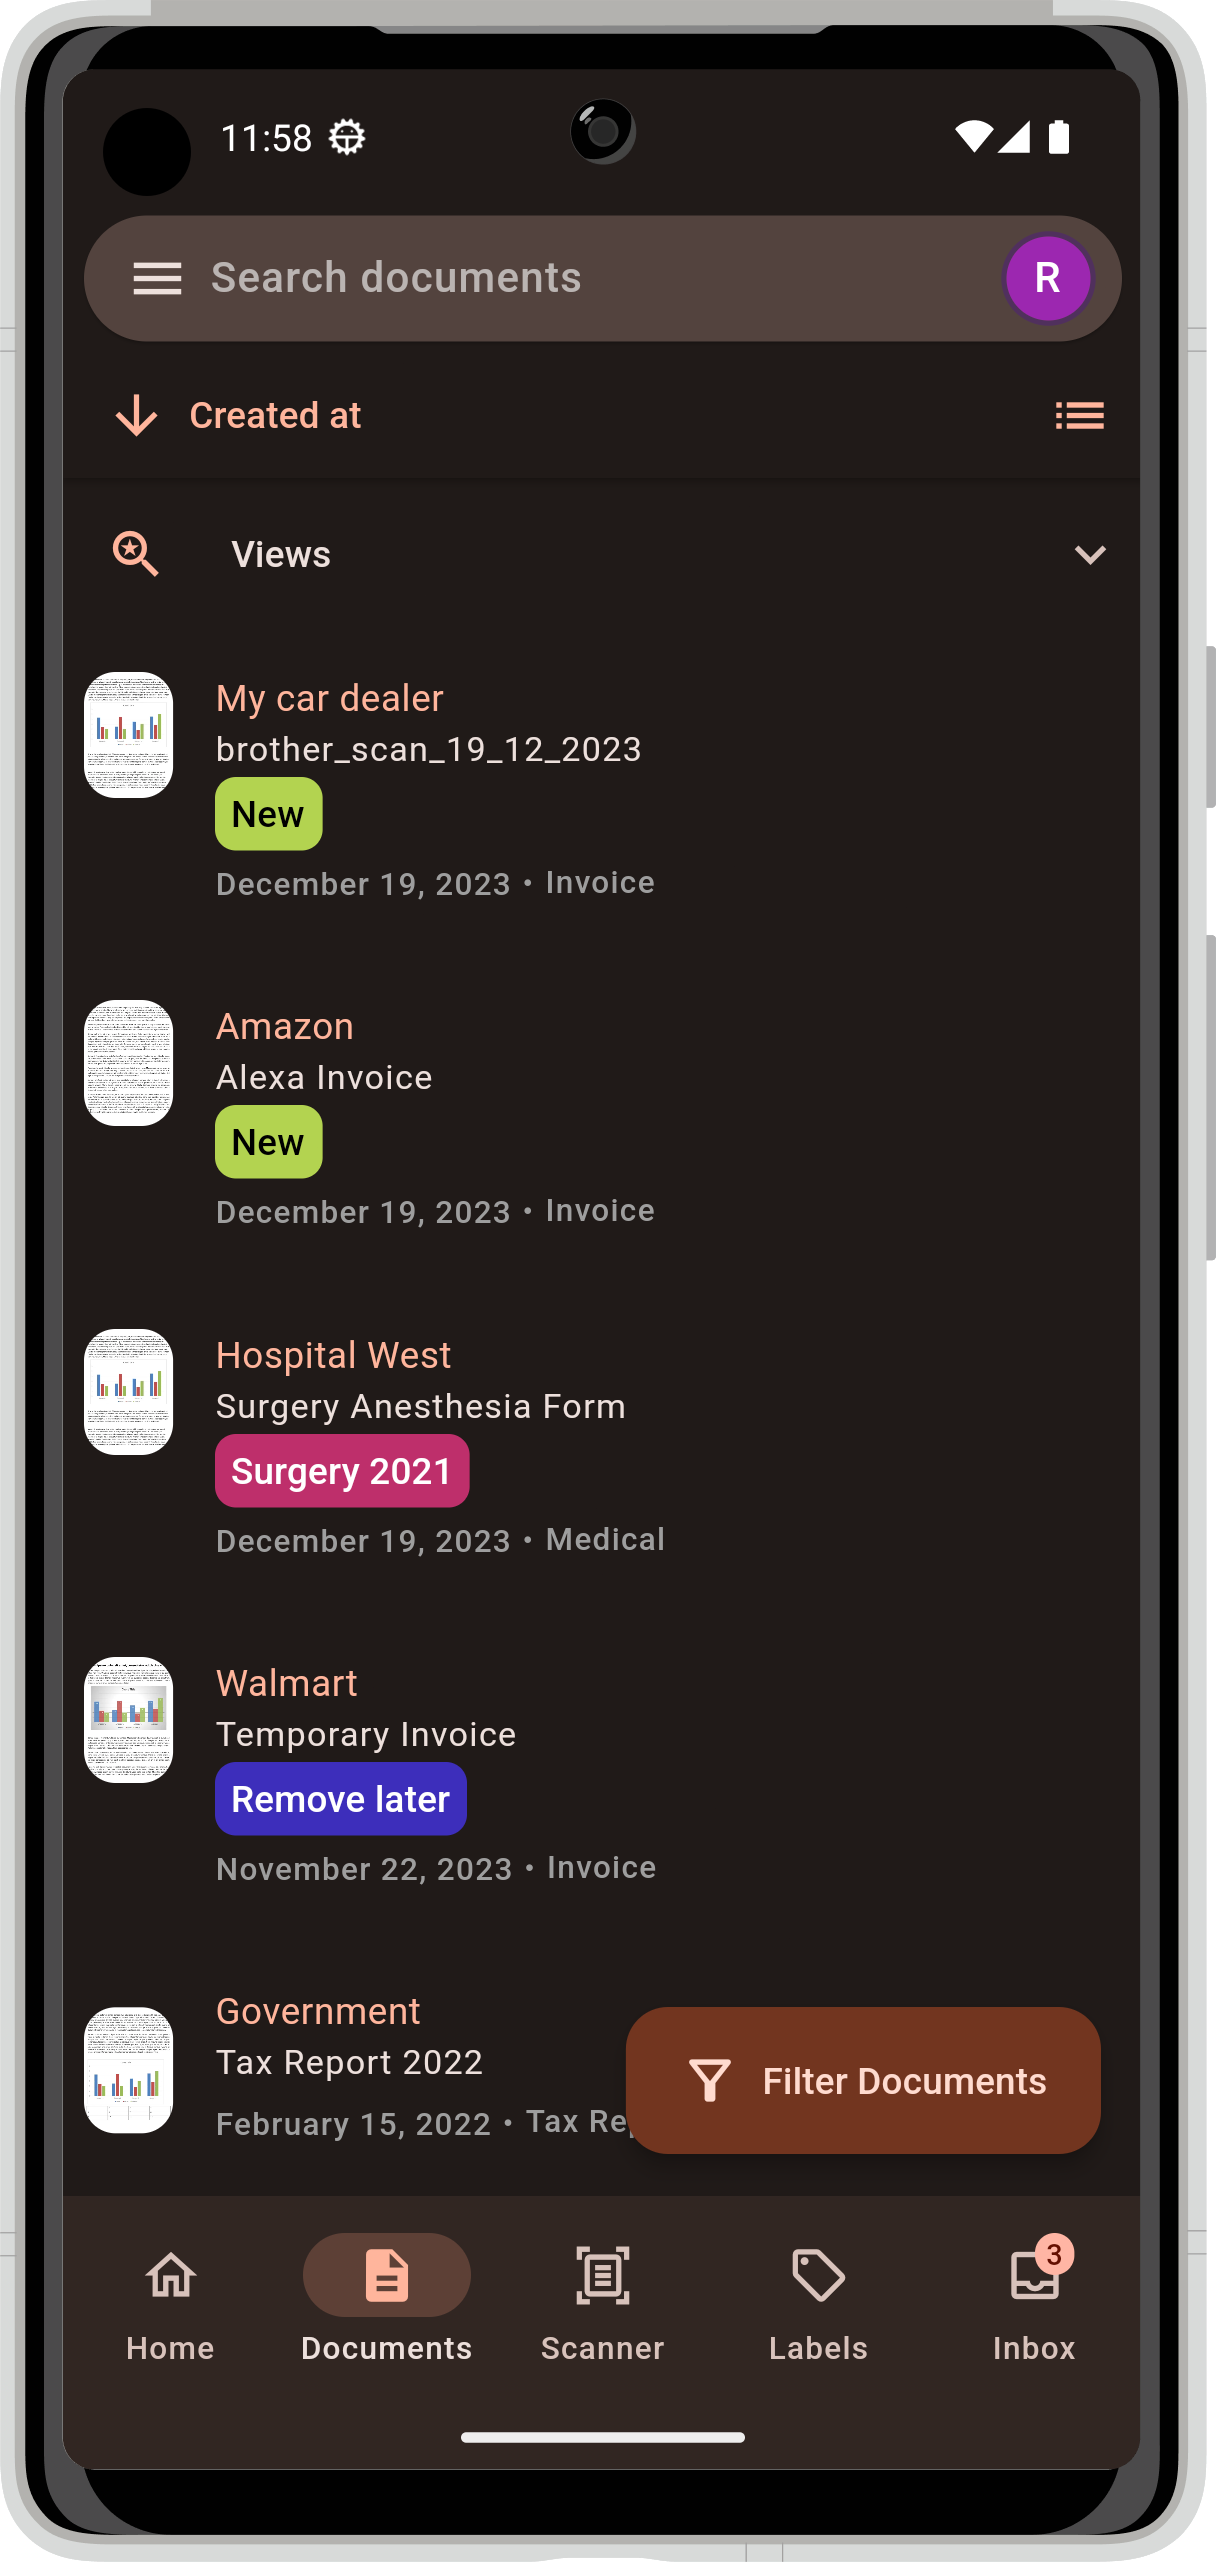 11:58
Search documents
R
Created at
Views
My car dealer
brother_scan_19_12_2023
New
December 19, 2023 • Invoice
Amazon
Alexa Invoice
New
December 19, 2023 • Invoice
Hospital West
Surgery Anesthesia Form
Surgery 2021
December 19, 2023 • Medical
Walmart
Temporary Invoice
Remove later
November 22, 2023 • Invoice
Government
Tax Report 2022
February 15, 2022 • Tax
Filter Documents
3
Home
Documents
Scanner
Labels
Inbox